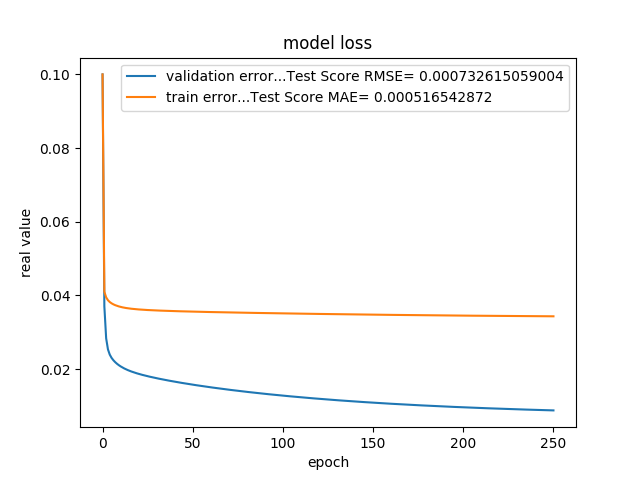 model loss
validation error...Test Score RMSE= 0.000732615059004
train error...Test Score MAE= 0.000516542872
real value
0.10
0.08
0.06
0.04
0.02
0
50
100
150
200
250
epoch